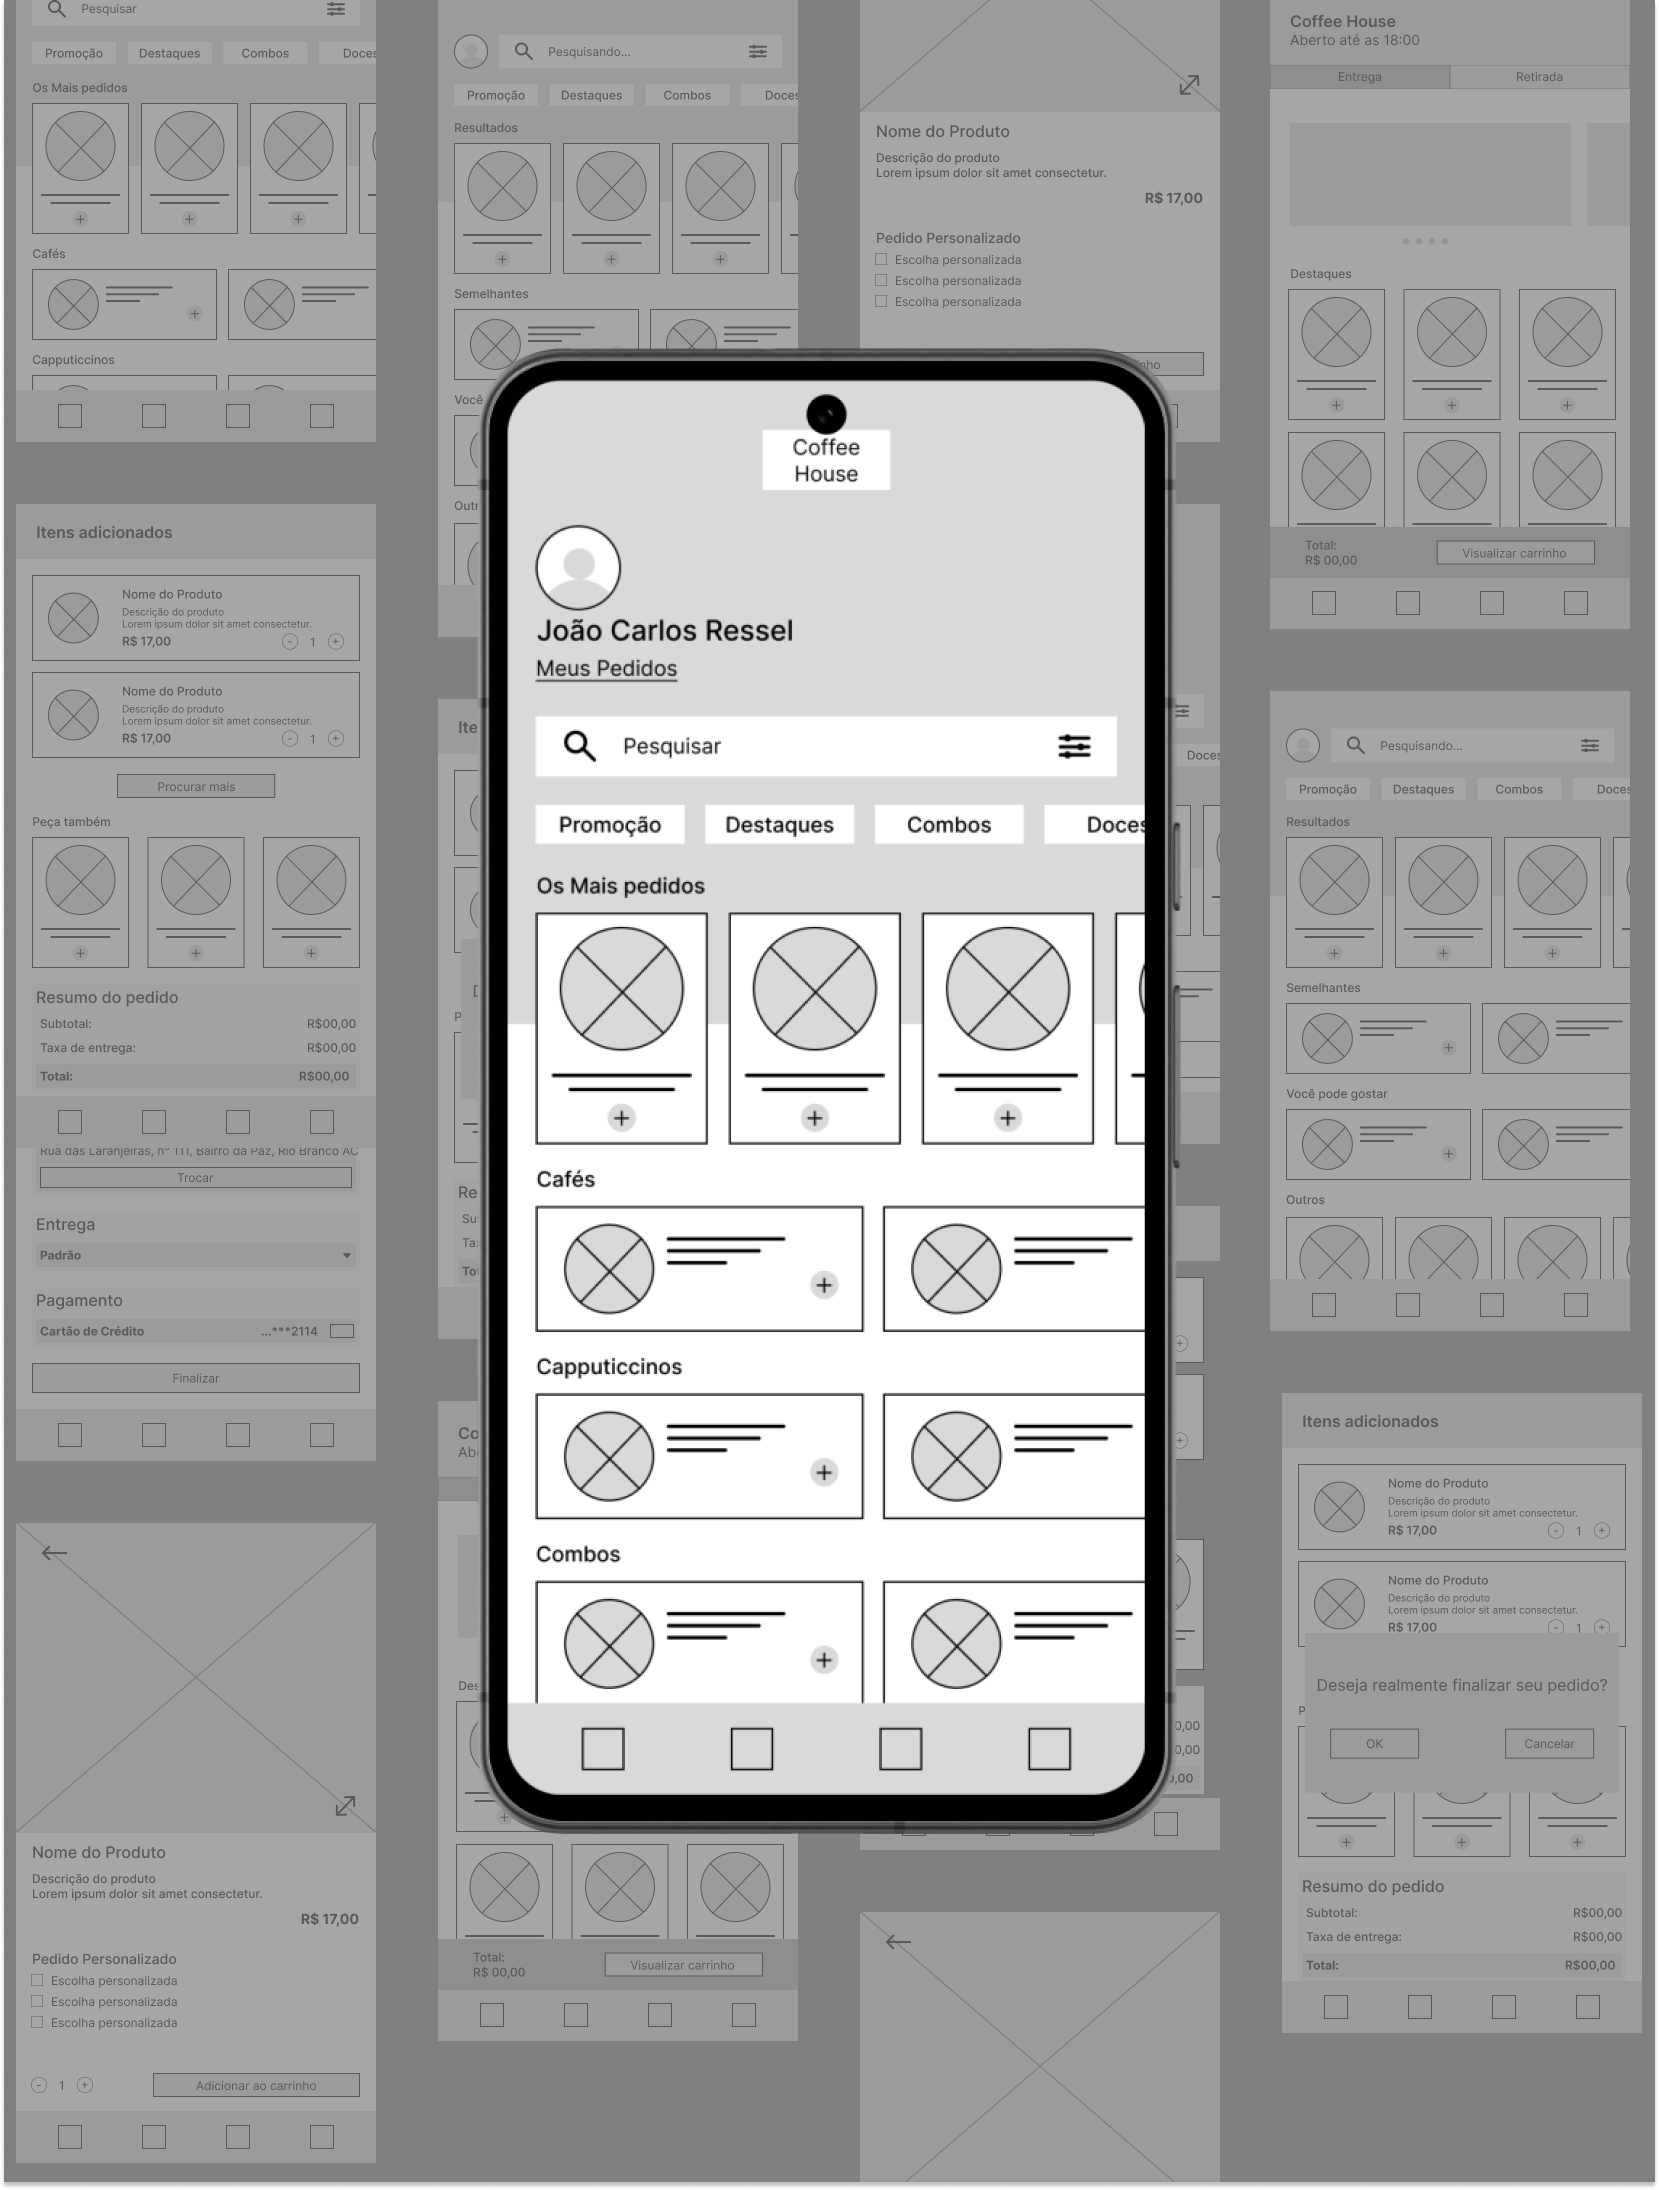 Pesquisar
Promoção
Destaques
Combos
Doces
Os Mais pedidos
Cafés
Capputiccinos
Itens adicionados
Nome do Produto
Descrição do produto
Lorem ipsum dolor sit amet consectetur.
R$ 17,00
- 1 +
Nome do Produto
Descrição do produto
Lorem ipsum dolor sit amet consectetur.
R$ 17,00
- 1 +
Procurar mais
Peça também
Resumo do pedido
Subtotal: R$00,00
Taxa de entrega: R$00,00
Total: R$00,00
Rua das Laranjeiras, nº 111, Bairro da Paz, Rio Branco AC
Trocar
Entrega
Padrão
Pagamento
Cartão de Crédito ...***2114
Finalizar
Nome do Produto
Descrição do produto
Lorem ipsum dolor sit amet consectetur.
R$ 17,00
Pedido Personalizado
Escolha personalizada
Escolha personalizada
Escolha personalizada
- 1 +
Adicionar ao carrinho
Pesquisando...
Promoção
Destaques
Combos
Doces
Resultados
Semelhantes
Você
Total:
R$ 00,00
Visualizar carrinho
Nome do Produto
Descrição do produto
Lorem ipsum dolor sit amet consectetur.
R$ 17,00
Pedido Personalizado
Escolha personalizada
Escolha personalizada
Escolha personalizada
Doces
Coffee
House
João Carlos Ressel
Meus Pedidos
Pesquisar
Promoção
Destaques
Combos
Doces
Os Mais pedidos
Cafés
Capputiccinos
Combos
Coffee House
Aberto até as 18:00
Entrega
Retirada
Destaques
Total:
R$ 00,00
Visualizar carrinho
Pesquisando...
Promoção
Destaques
Combos
Doces
Resultados
Semelhantes
Você pode gostar
Outros
Itens adicionados
Nome do Produto
Descrição do produto
Lorem ipsum dolor sit amet consectetur.
R$ 17,00
- 1 +
Nome do Produto
Descrição do produto
Lorem ipsum dolor sit amet consectetur.
R$ 17,00
- 1 +
Deseja realmente finalizar seu pedido?
OK
Cancelar
Resumo do pedido
Subtotal: R$00,00
Taxa de entrega: R$00,00
Total: R$00,00